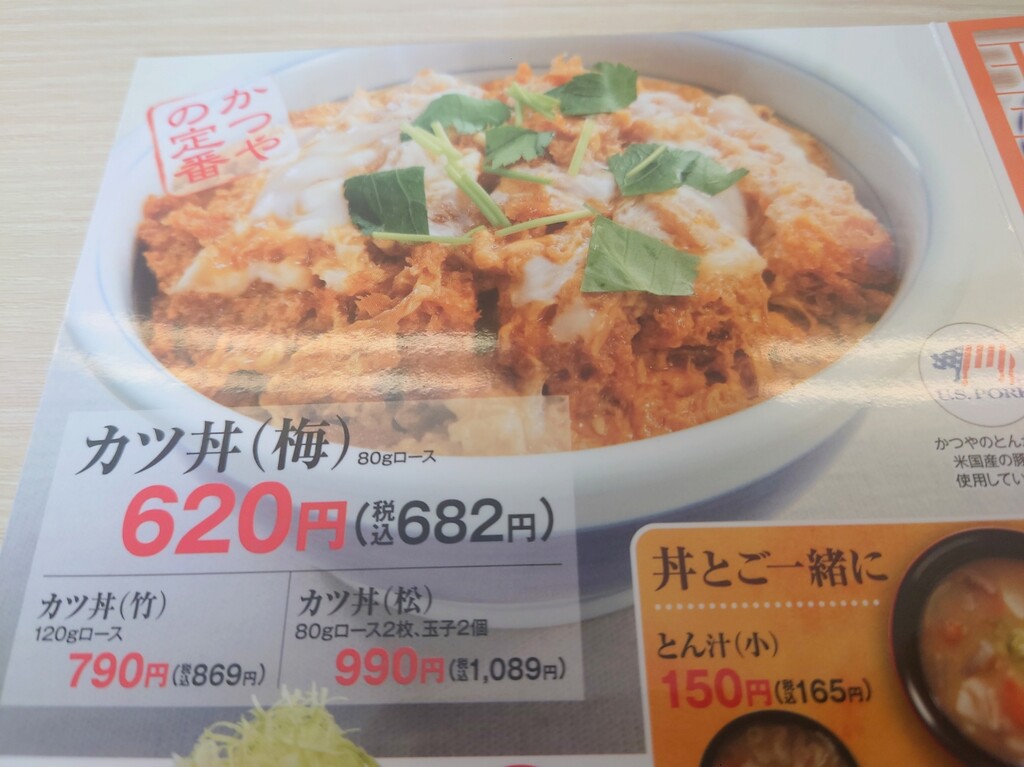 かつや
の定番
カツ丼(梅) 80gロース
620円(税込682円)
カツ丼(竹)
120gロース
790円(税込869円)
カツ丼(松)
80gロース2枚、玉子2個
990円(税込1,089円)
U.S. PORK
かつやのとん
米国産の豚
使用してい
丼とご一緒に
とん汁(小)
150円(税込165円)